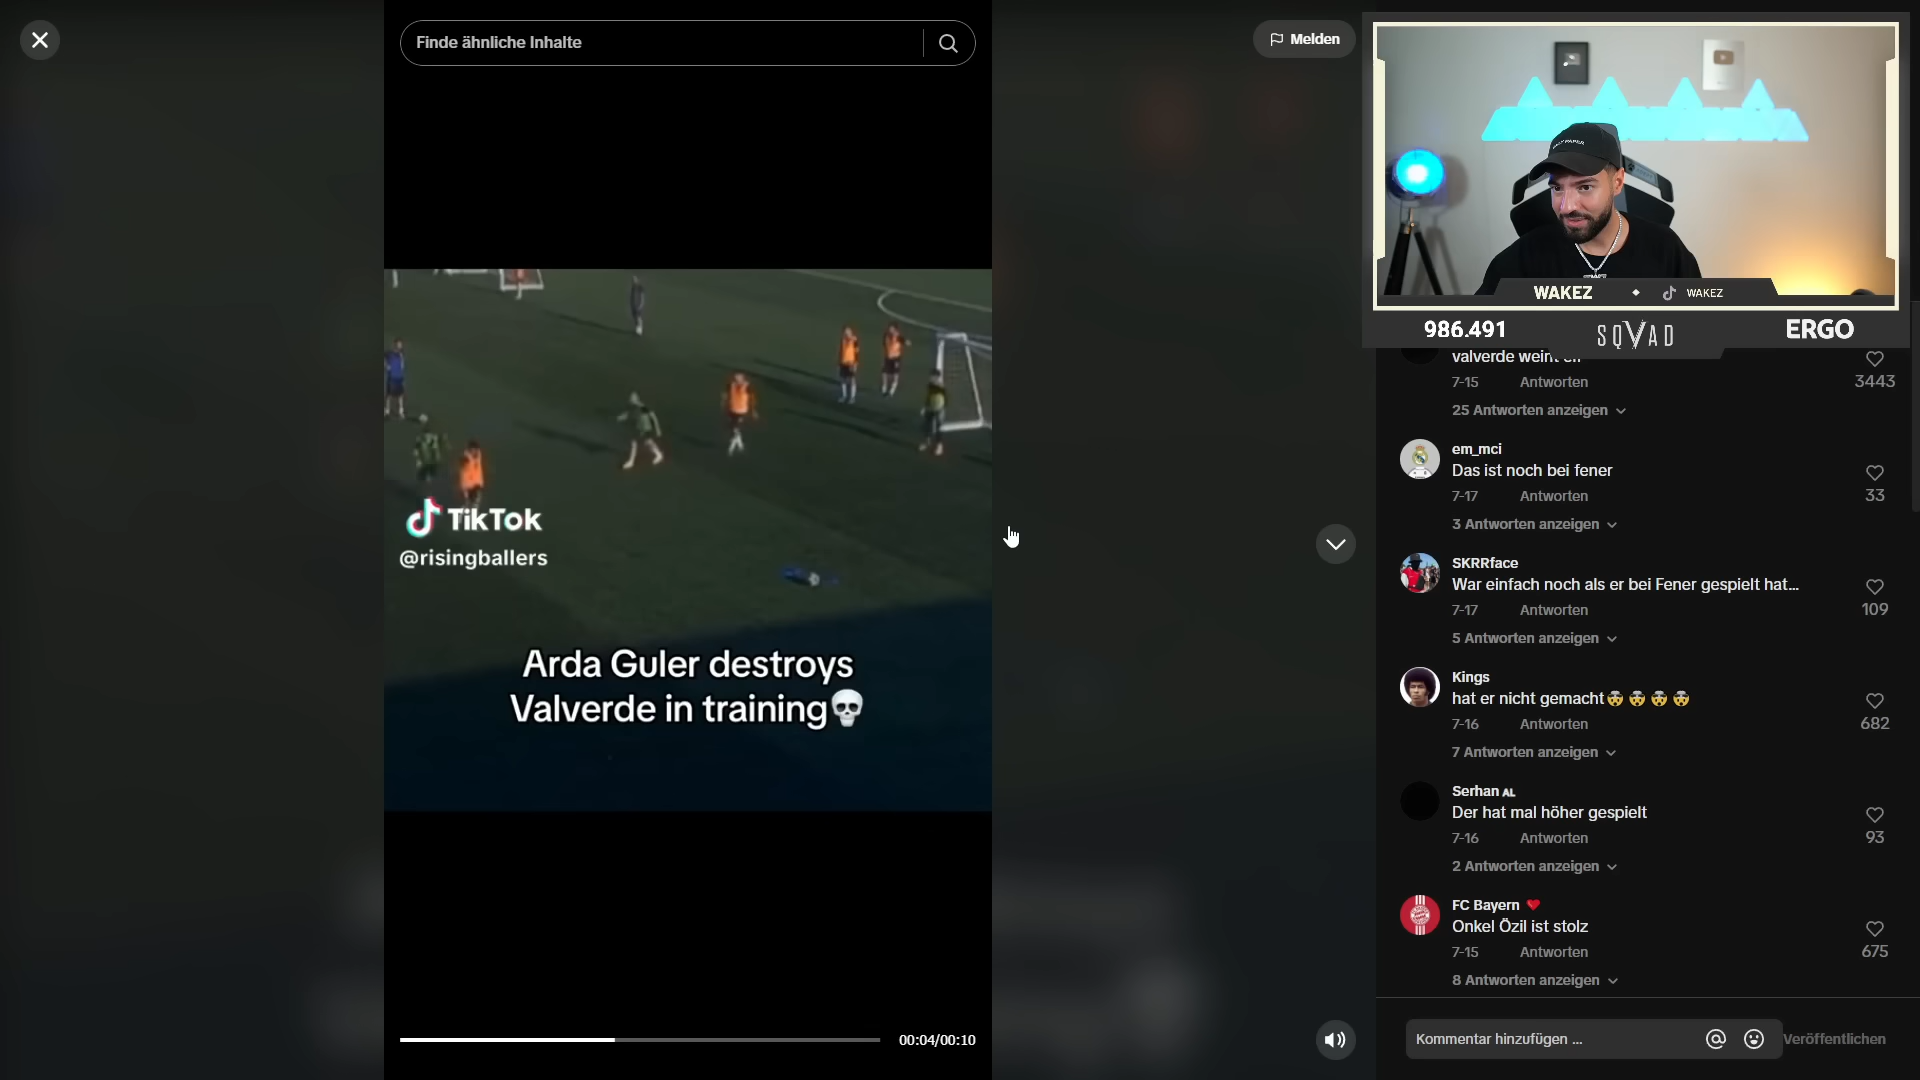 Finde ähnliche Inhalte
Melden
TikTok
@risingballers
Arda Guler destroys
Valverde in training💀
00:04/00:10
WAKEZ
WAKEZ
986.491
SQVAD
ERGO
valverde weint
7-15 Antworten
3443
25 Antworten anzeigen
em_mci
Das ist noch bei fener
7-17 Antworten
33
3 Antworten anzeigen
SKRRface
War einfach noch als er bei Fener gespielt hat...
7-17 Antworten
109
5 Antworten anzeigen
Kings
hat er nicht gemacht🤯🤯🤯🤯
7-16 Antworten
682
7 Antworten anzeigen
Serhan AL
Der hat mal höher gespielt
7-16 Antworten
93
2 Antworten anzeigen
FC Bayern ❤️
Onkel Özil ist stolz
7-15 Antworten
675
8 Antworten anzeigen
Kommentar hinzufügen ...
Veröffentlichen